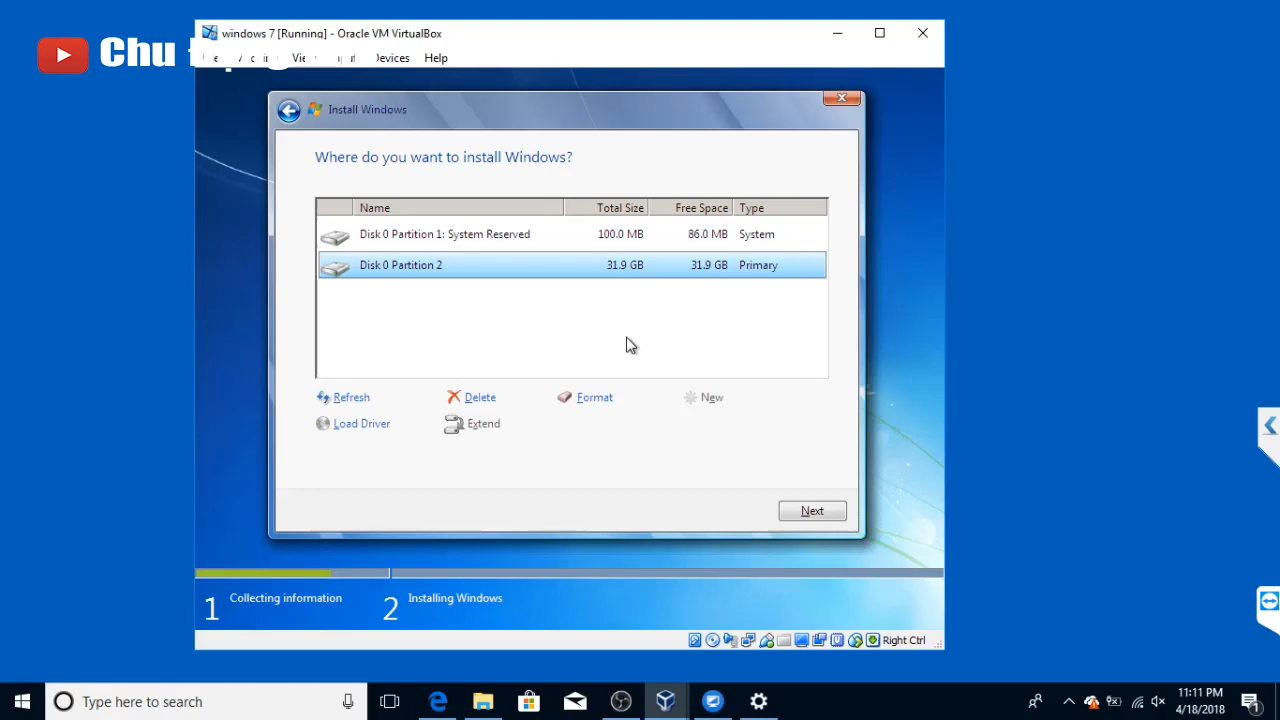 windows 7 [Running] - Oracle VM VirtualBox
Chu
Devices Help
Install Windows
Where do you want to install Windows?
Name Total Size Free Space Type
Disk 0 Partition 1: System Reserved 100.0 MB 86.0 MB System
Disk 0 Partition 2 31.9 GB 31.9 GB Primary
Refresh Delete Format New
Load Driver Extend
Next
1 Collecting information 2 Installing Windows
Right Ctrl
Type here to search
11:11 PM
4/18/2018
1